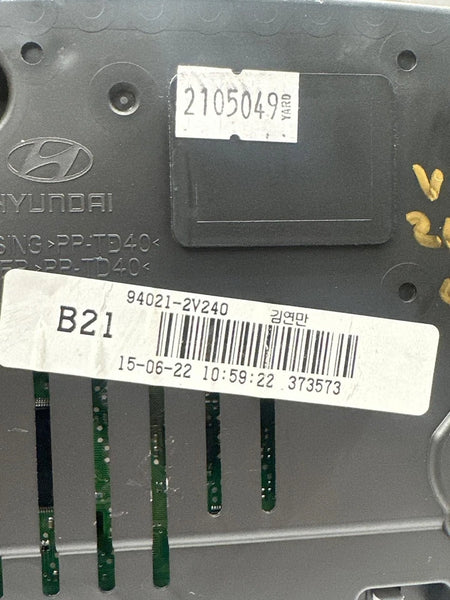 2105049
YARD
HYUNDAI
SING >PP-TD40<
PP-TD40<
V
94021-2V240 김연만
B21
15-06-22 10:59:22 373573